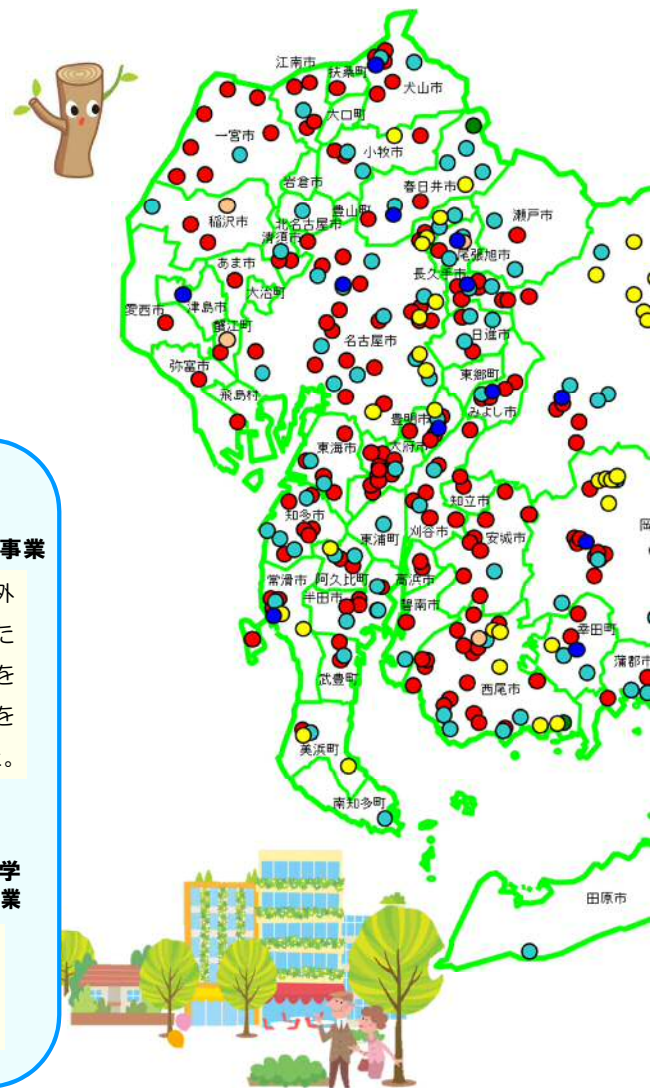 江南市
扶桑町
犬山市
大口町
一宮市
小牧市
岩倉市
春日井市
稲沢市
豊山町
瀬戸市
北名古屋市
清須市
尾張旭市
あま市
長久手市
大治町
津島市
愛西市
蟹江町
名古屋市
日進市
弥富市
東郷町
飛島村
みよし市
豊明市
東海市
大府市
知立市
知多市
岡
刈谷市
安城市
東浦町
常滑市
阿久比町
高浜市
半田市
碧南市
幸田町
蒲郡市
西尾市
武豊町
美浜町
南知多町
田原市
事業
外
た
を
を
。
学
業